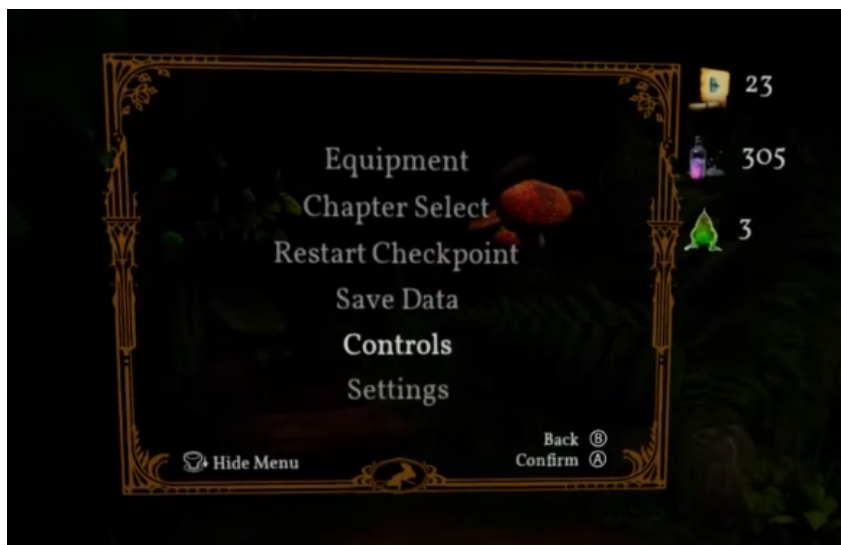 23
305
3
Equipment
Chapter Select
Restart Checkpoint
Save Data
Controls
Settings
Back Ⓑ
Hide Menu
Confirm Ⓐ